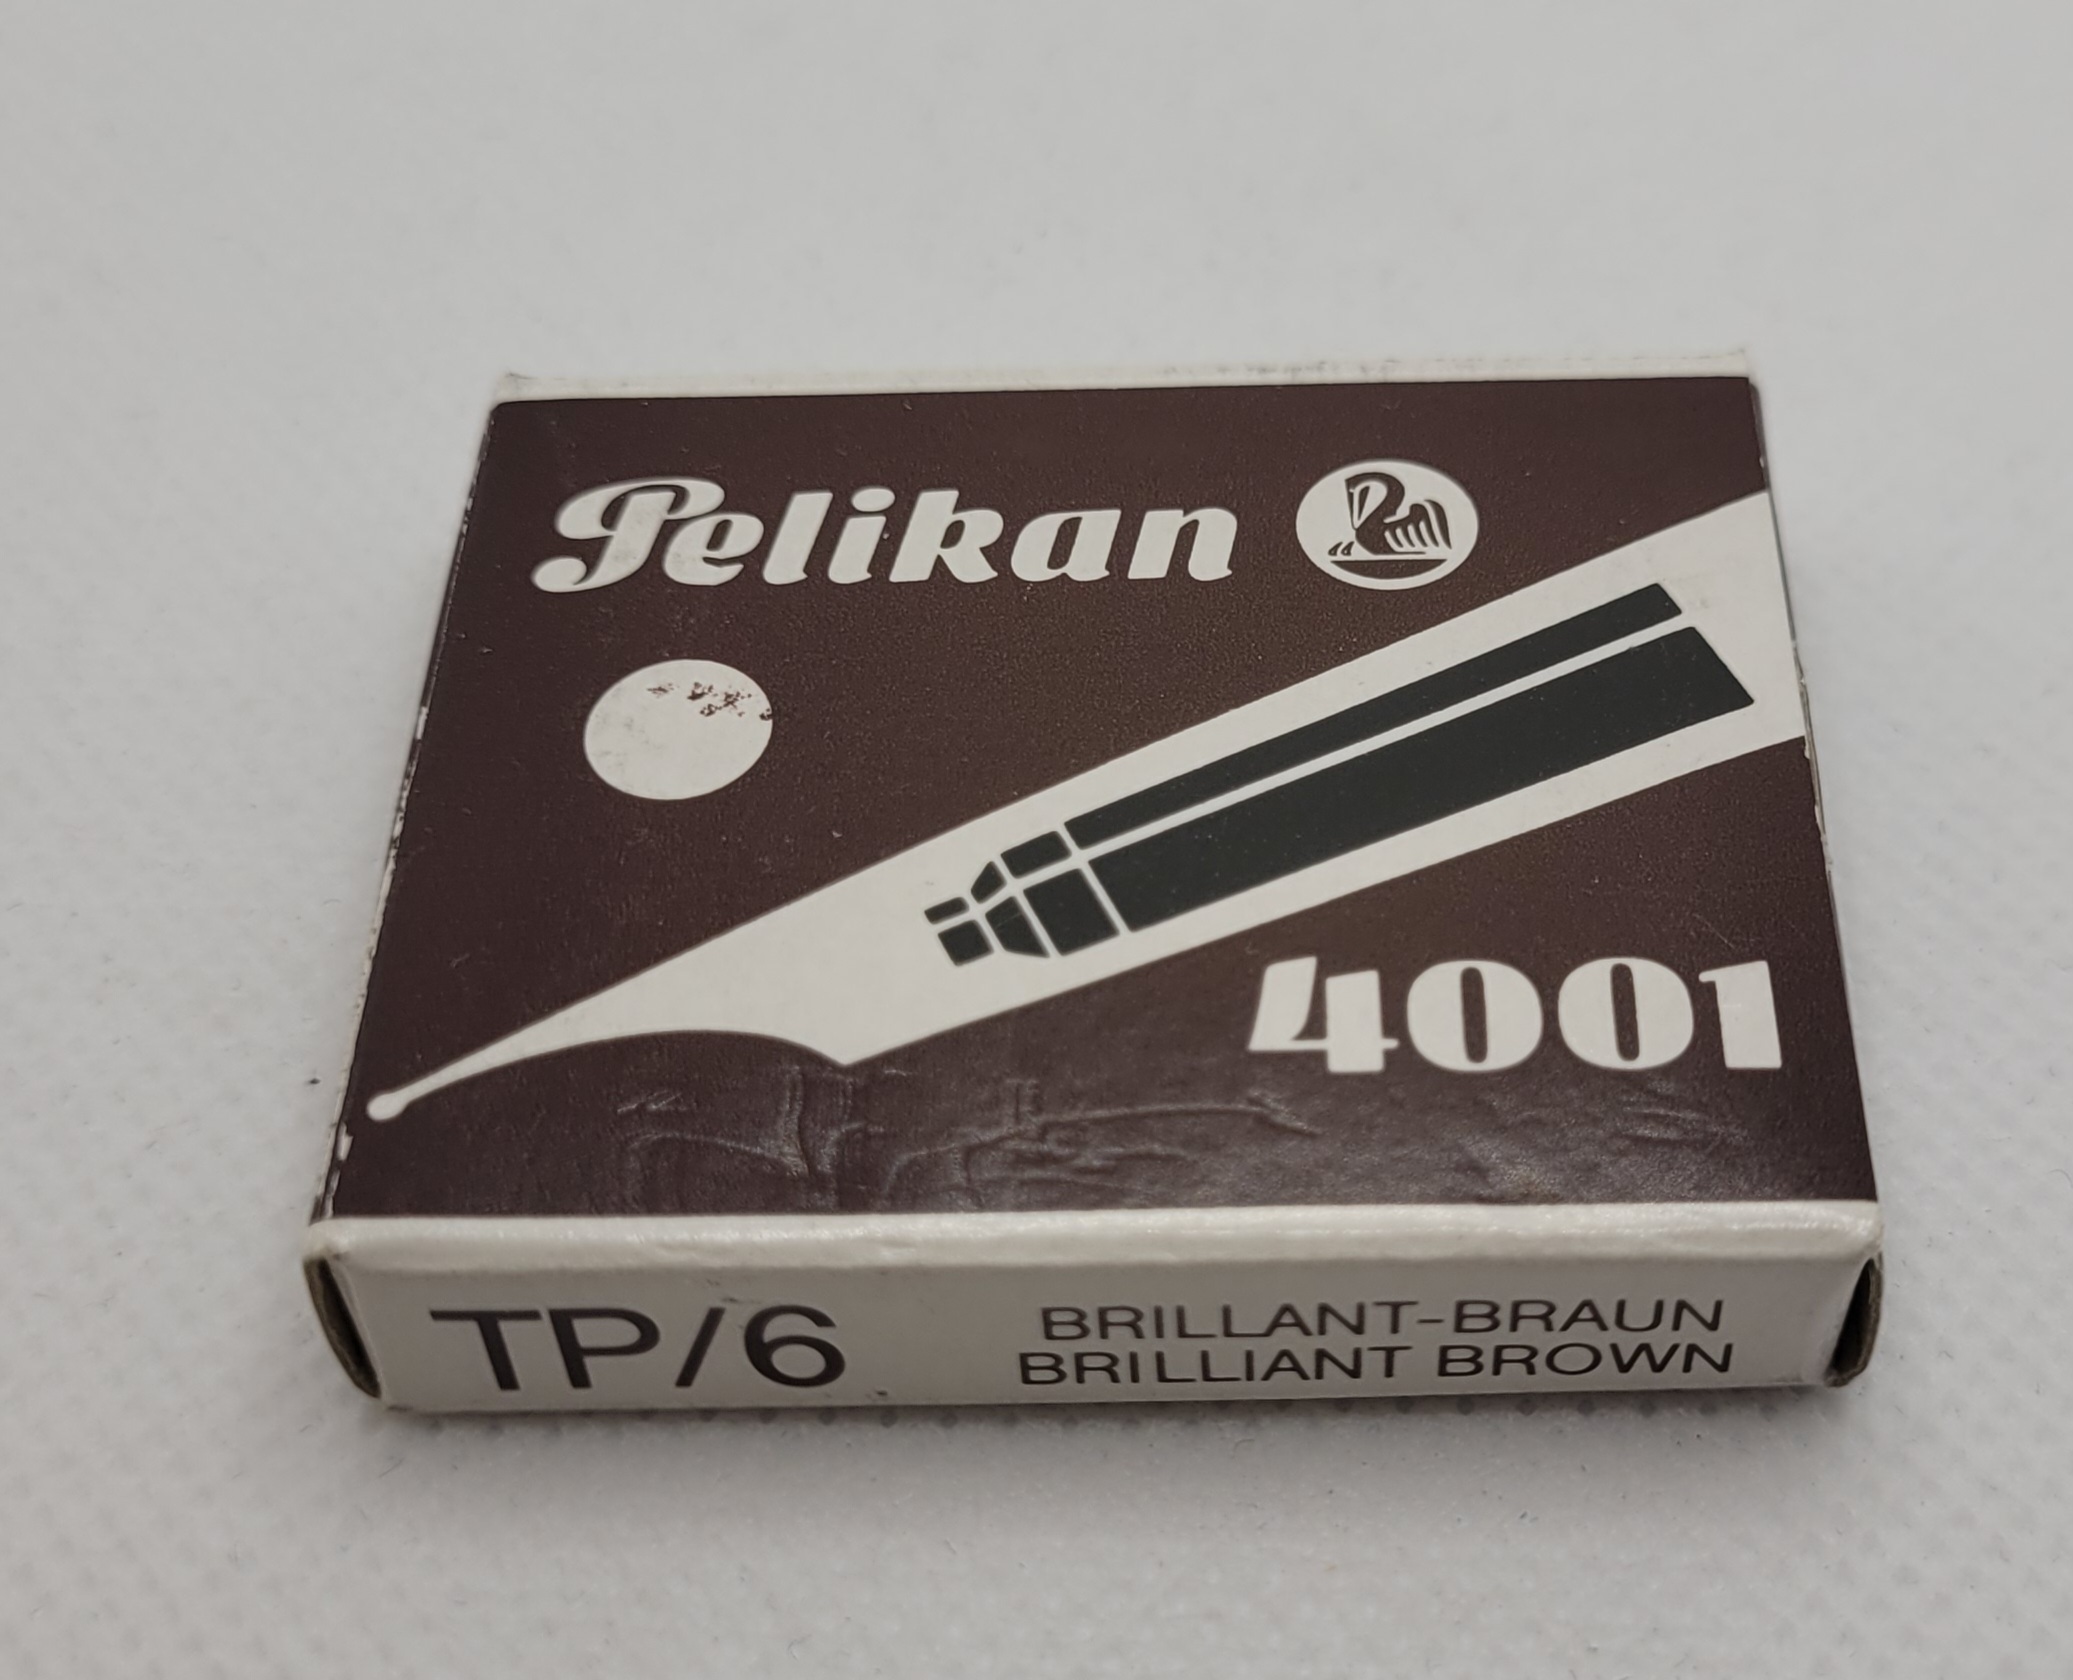 Pelikan
4001
TP/6
BRILLANT-BRAUN
BRILLIANT BROWN